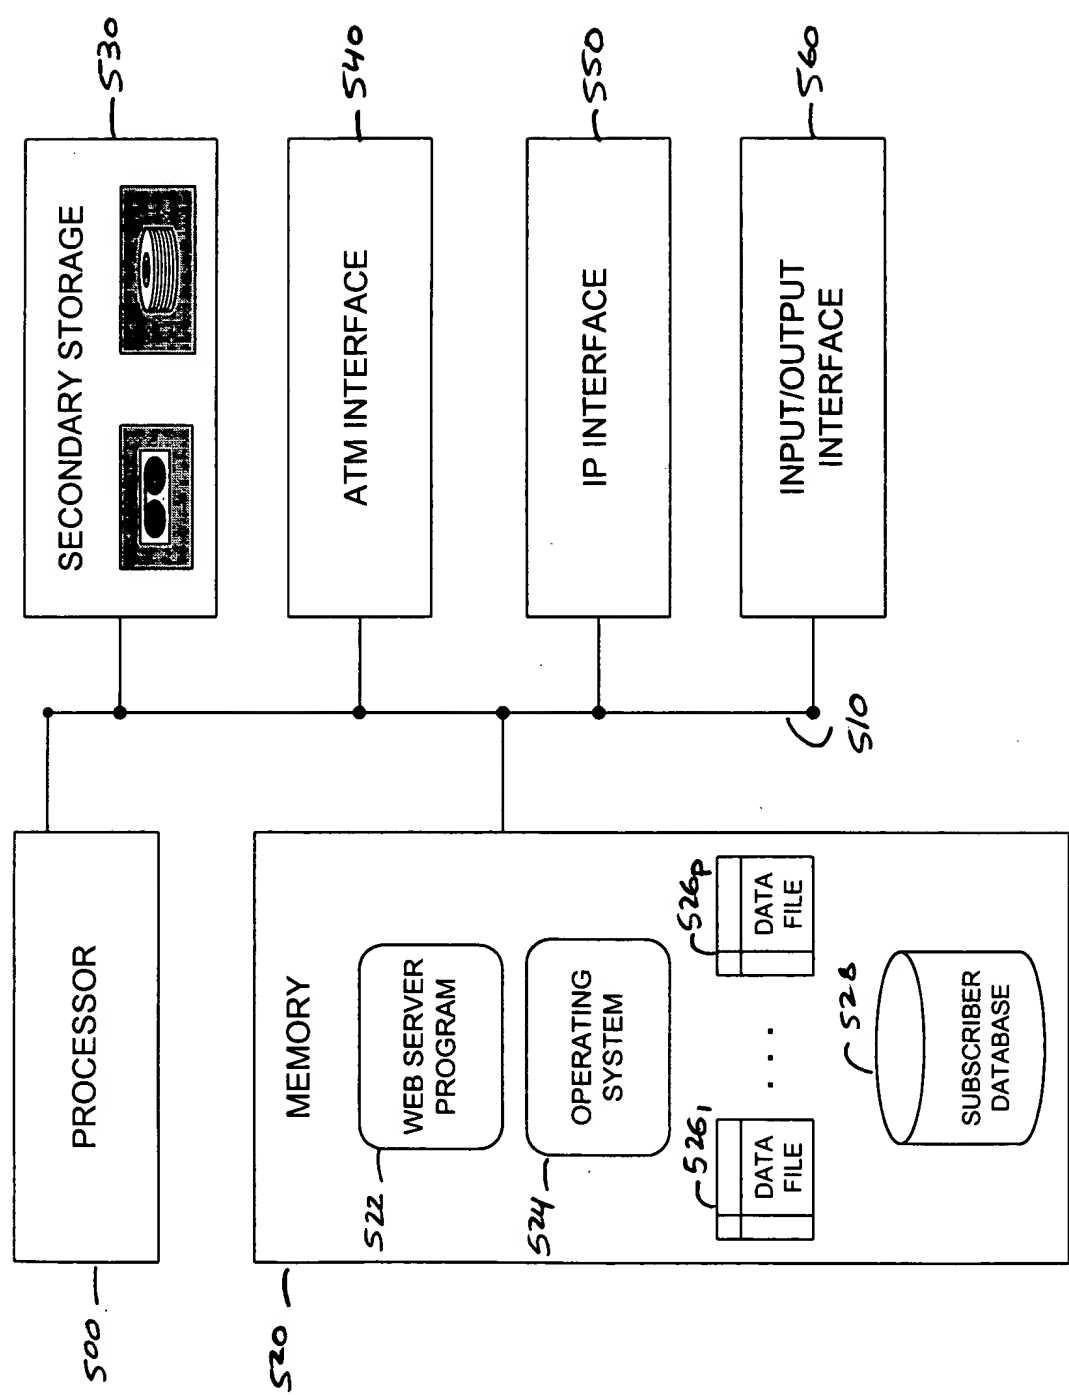 500
PROCESSOR
520
MEMORY
522
WEB SERVER
PROGRAM
524
OPERATING
SYSTEM
526₁
DATA
FILE
. . .
526p
DATA
FILE
528
SUBSCRIBER
DATABASE
510
SECONDARY STORAGE
530
ATM INTERFACE
540
IP INTERFACE
550
INPUT/OUTPUT
INTERFACE
560